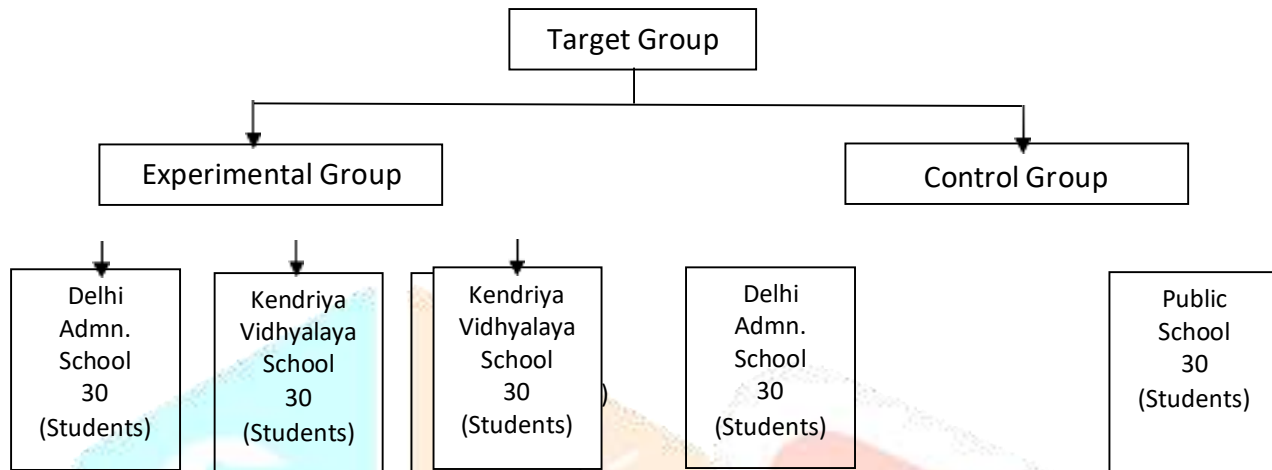 Target Group
Experimental Group
Control Group
Delhi
Admn.
School
30
(Students)
Kendriya
Vidhyalaya
School
30
(Students)
)
Kendriya
Vidhyalaya
School
30
(Students)
Delhi
Admn.
School
30
(Students)
Public
School
30
(Students)